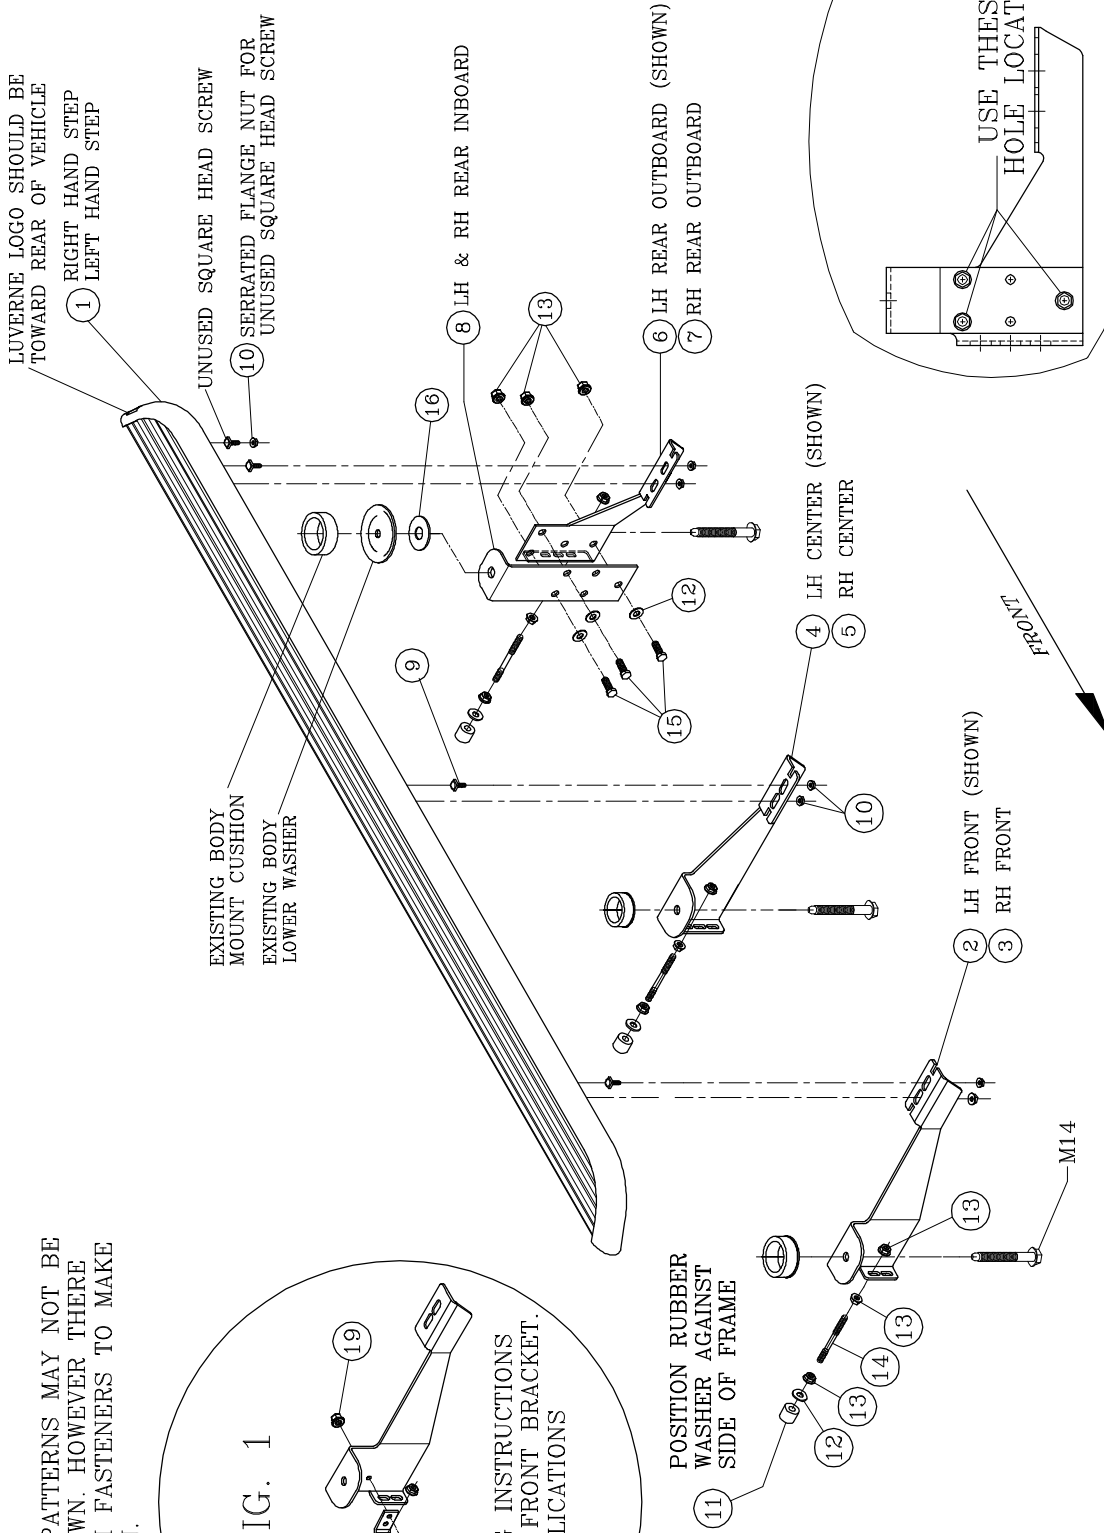 LUVERNE LOGO SHOULD BE
TOWARD REAR OF VEHICLE
1
RIGHT HAND STEP
LEFT HAND STEP
UNUSED SQUARE HEAD SCREW
10
SERRATED FLANGE NUT FOR
UNUSED SQUARE HEAD SCREW
8
LH & RH REAR INBOARD
13
16
6
LH REAR OUTBOARD (SHOWN)
7
RH REAR OUTBOARD
12
15
9
USE THES
HOLE LOCAT
EXISTING BODY
MOUNT CUSHION
EXISTING BODY
LOWER WASHER
4
LH CENTER (SHOWN)
5
RH CENTER
10
FRONT
2
LH FRONT (SHOWN)
3
RH FRONT
M14
13
13
14
13
12
11
POSITION RUBBER
WASHER AGAINST
SIDE OF FRAME
PATTERNS MAY NOT BE
WN. HOWEVER THERE
FASTENERS TO MAKE
IG. 1
19
INSTRUCTIONS
FRONT BRACKET.
LICATIONS